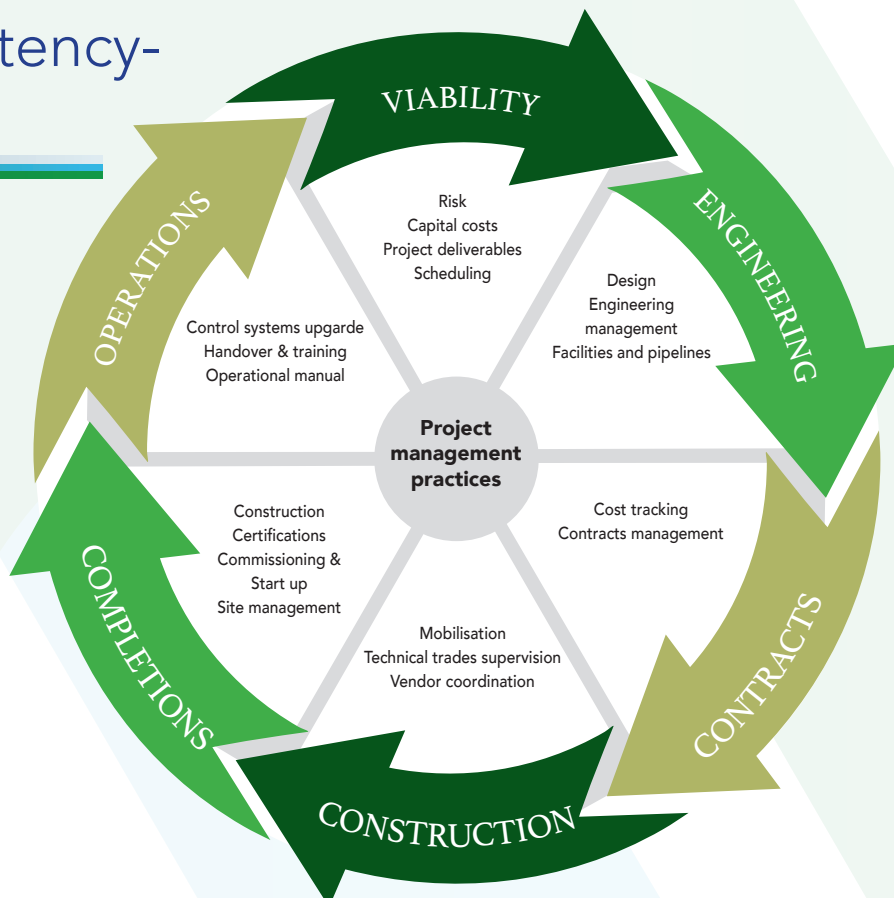 tency-
VIABILITY
Risk
Capital costs
Project deliverables
Scheduling
ENGINEERING
Design
Engineering
management
Facilities and pipelines
CONTRACTS
Cost tracking
Contracts management
CONSTRUCTION
Mobilisation
Technical trades supervision
Vendor coordination
COMPLETIONS
Construction
Certifications
Commissioning &
Start up
Site management
OPERATIONS
Control systems upgarde
Handover & training
Operational manual
Project
management
practices